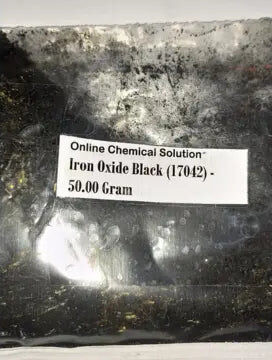 Online Chemical Solution
Iron Oxide Black (17042) -
50.00 Gram